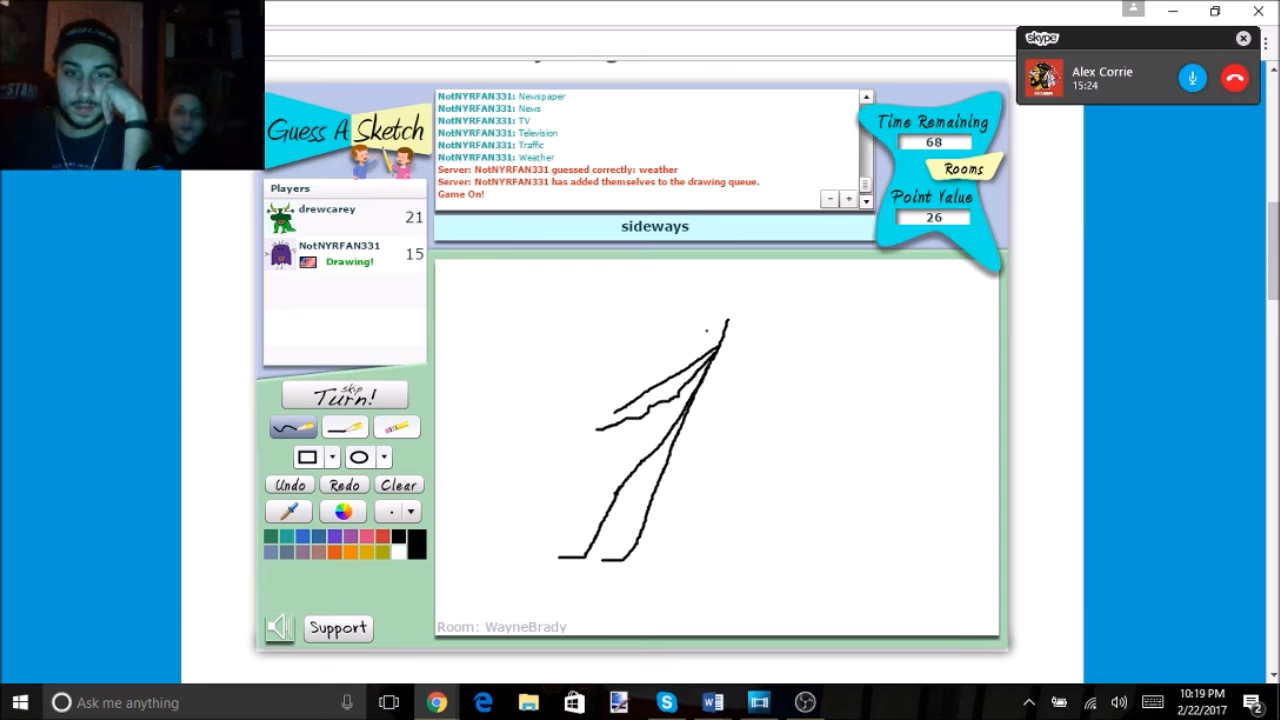 skype
Alex Corrie
15:24
Guess A Sketch
NotNYRFAN331: Newspaper
NotNYRFAN331: News
NotNYRFAN331: TV
NotNYRFAN331: Television
NotNYRFAN331: Traffic
NotNYRFAN331: Weather
Server: NotNYRFAN331 guessed correctly: weather
Server: NotNYRFAN331 has added themselves to the drawing queue.
Game On!
- +
sideways
Time Remaining
68
Rooms
Point Value
26
Players
drewcarey 21
NotNYRFAN331 15
Drawing!
skip
Turn!
Undo Redo Clear
Support
Room: WayneBrady
Ask me anything
10:19 PM
2/22/2017
2